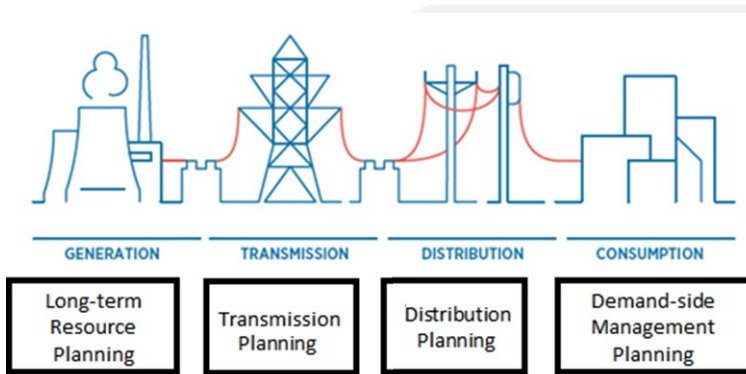 GENERATION
TRANSMISSION
DISTRIBUTION
CONSUMPTION
Long-term
Resource
Planning
Transmission
Planning
Distribution
Planning
Demand-side
Management
Planning